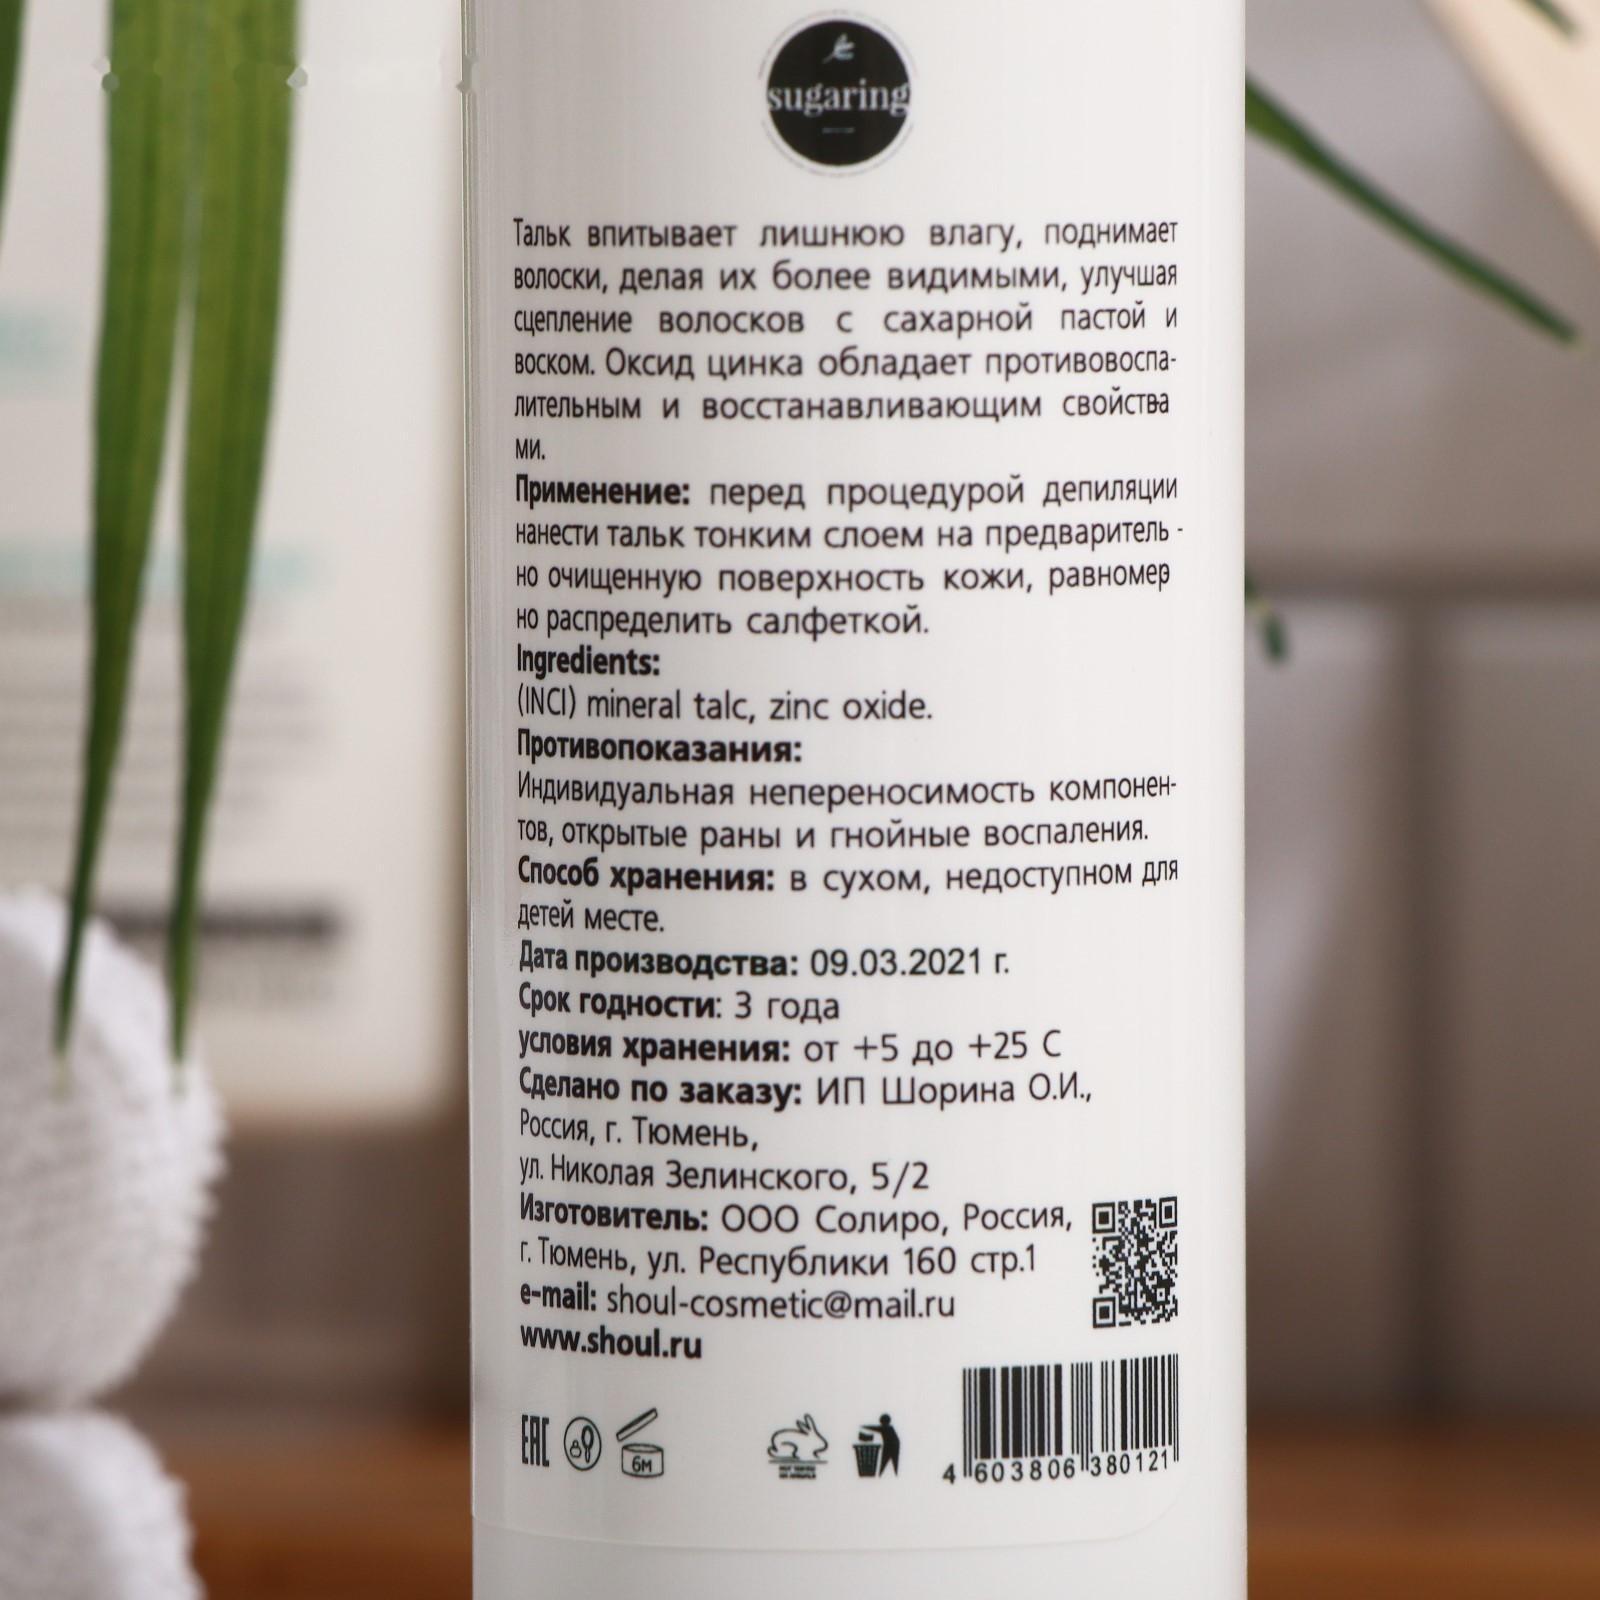 sugaring
Тальк впитывает лишнюю влагу, поднимает
волоски, делая их более видимыми, улучшая
сцепление волосков с сахарной пастой и
воском. Оксид цинка обладает противовоспа-
лительным и восстанавливающим свойства
ми.
Применение: перед процедурой депиляции
нанести тальк тонким слоем на предваритель -
но очищенную поверхность кожи, равномер
но распределить салфеткой.
Ingredients:
(INCI) mineral talc, zinc oxide.
Противопоказания:
Индивидуальная непереносимость компонен-
тов, открытые раны и гнойные воспаления.
Способ хранения: в сухом, недоступном для
детей месте.
Дата производства: 09.03.2021 г.
Срок годности: 3 года
условия хранения: от +5 до +25 С
Сделано по заказу: ИП Шорина О.И.,
Россия, г. Тюмень,
ул. Николая Зелинского, 5/2
Изготовитель: ООО Солиро, Россия,
г. Тюмень, ул. Республики 160 стр.1
e-mail: shoul-cosmetic@mail.ru
www.shoul.ru
EAC
6М
4 603806 380121